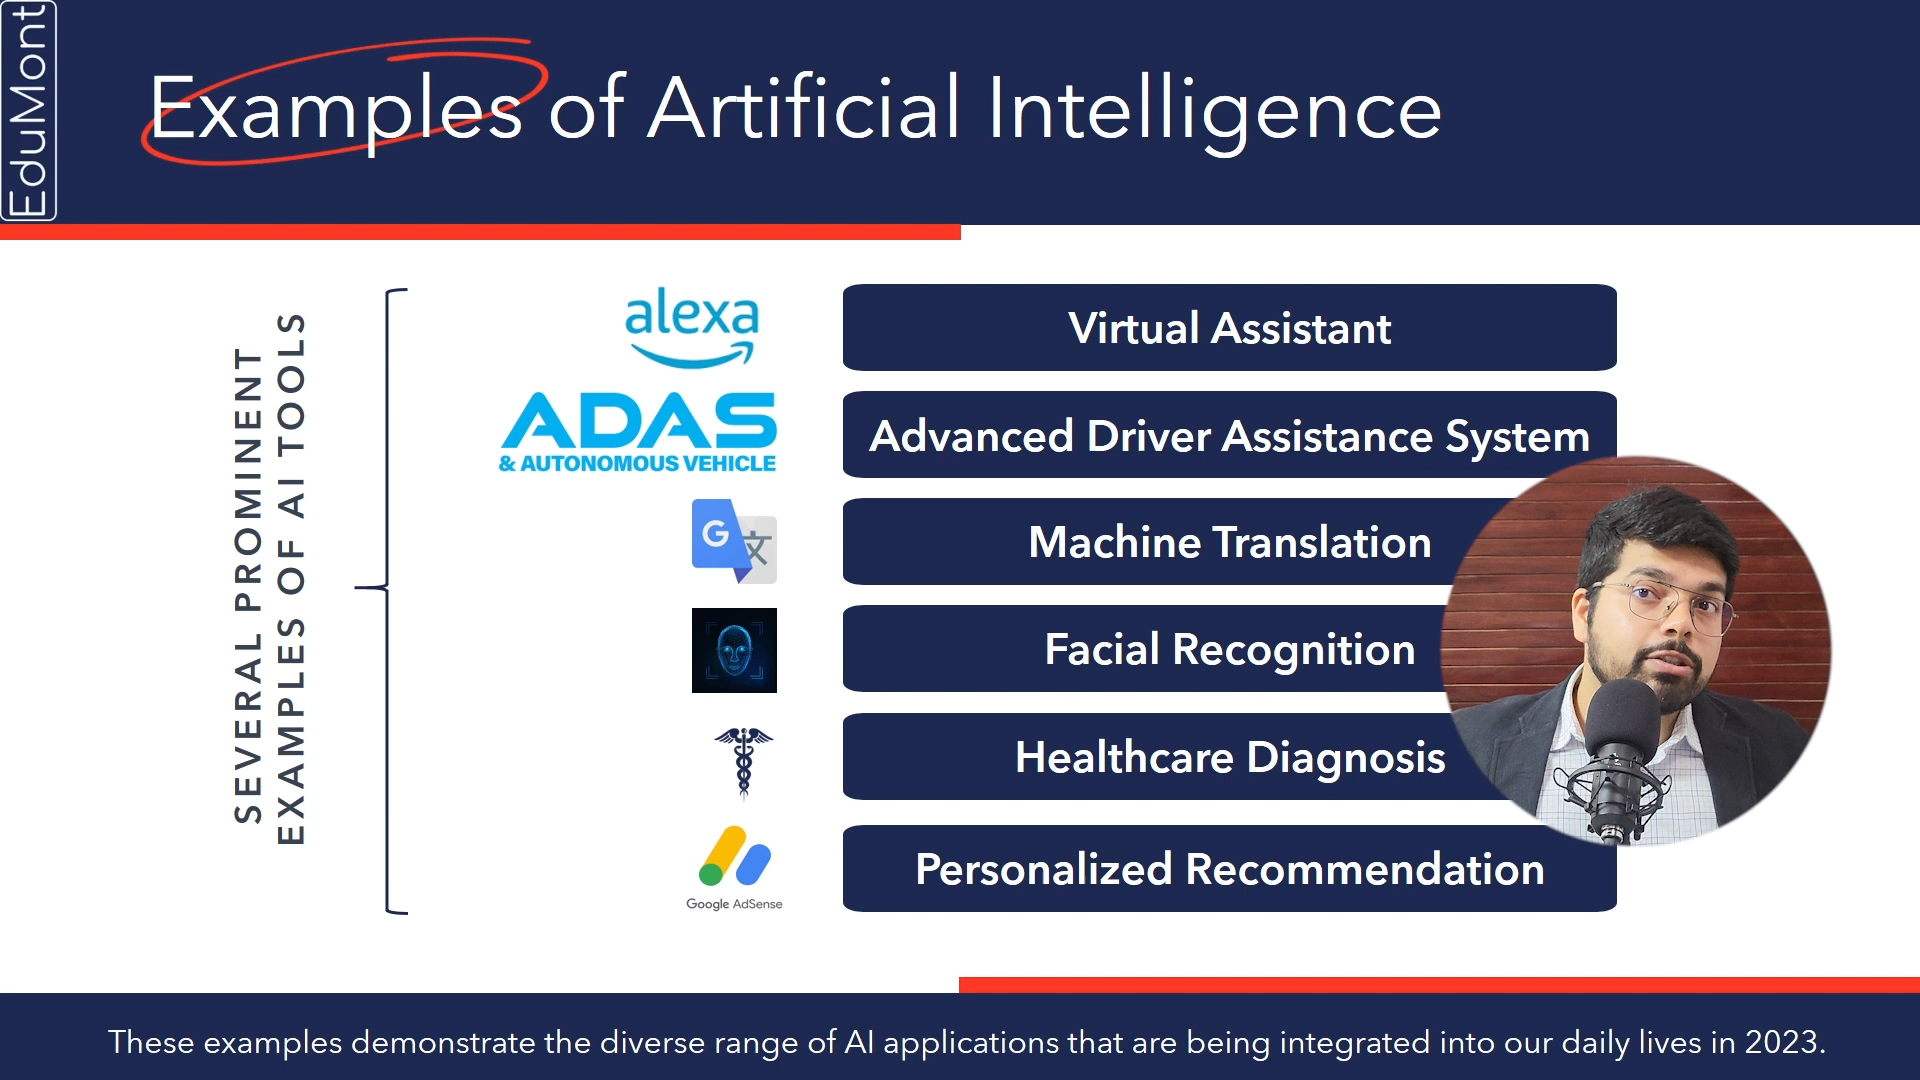 EduMont
Examples of Artificial Intelligence
SEVERAL PROMINENT
EXAMPLES OF AI TOOLS
alexa
Virtual Assistant
ADAS
& AUTONOMOUS VEHICLE
Advanced Driver Assistance System
G 文
Machine Translation
Facial Recognition
Healthcare Diagnosis
Google AdSense
Personalized Recommendation
These examples demonstrate the diverse range of AI applications that are being integrated into our daily lives in 2023.